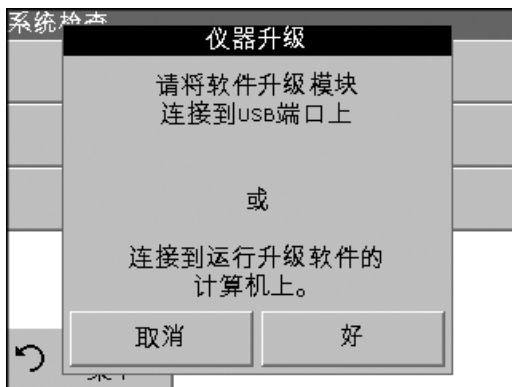 系统检查
仪器升级
请将软件升级模块
连接到USB端口上
或
连接到运行升级软件的
计算机上。
取消
好